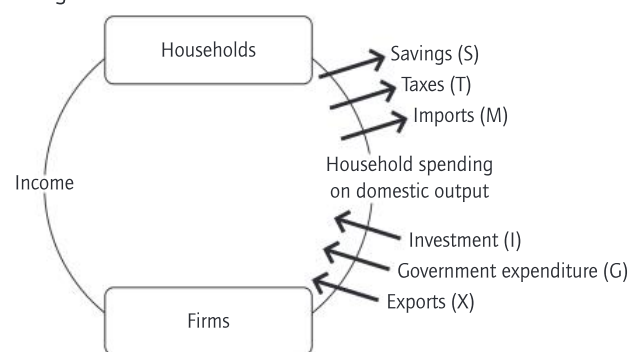 Households
Savings (S)
Taxes (T)
Imports (M)
Household spending
on domestic output
Income
Investment (I)
Government expenditure (G)
Exports (X)
Firms